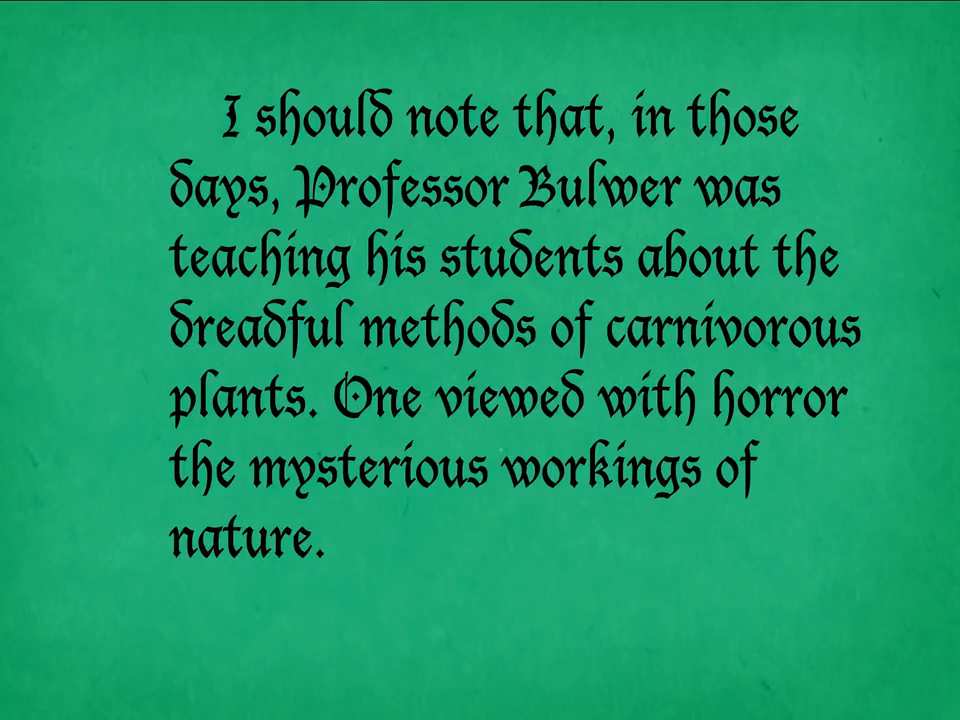 I should note that, in those
days, Professor Bulwer was
teaching his students about the
dreadful methods of carnivorous
plants. One viewed with horror
the mysterious workings of
nature.